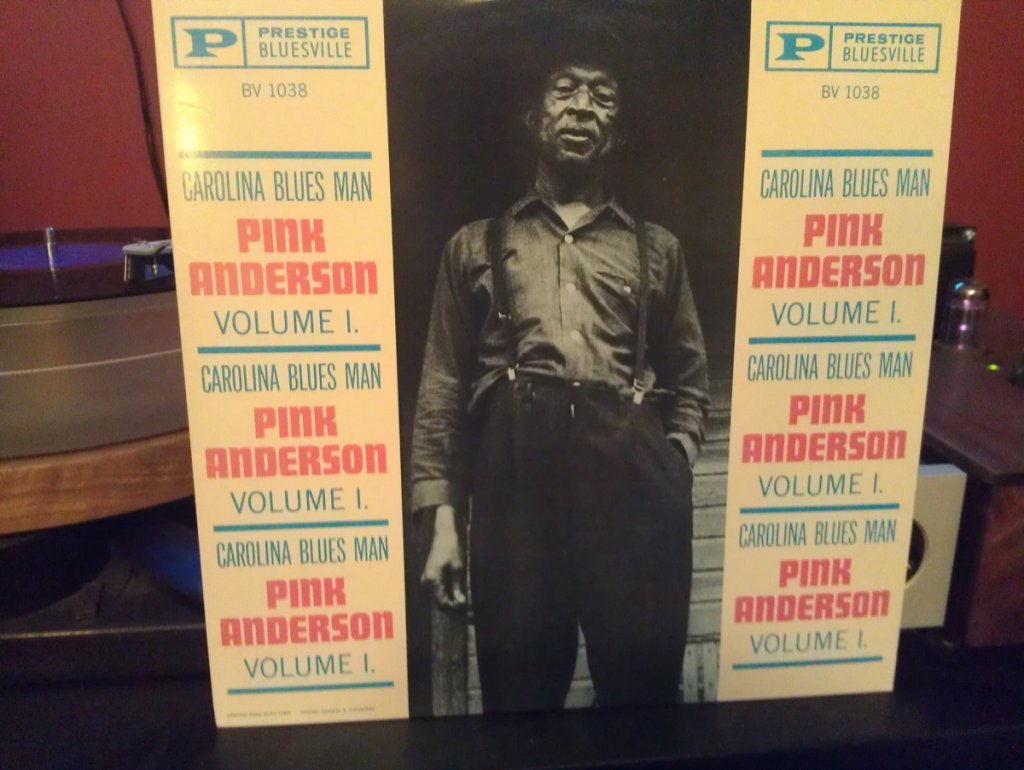 P PRESTIGE
BLUESVILLE
BV 1038
CAROLINA BLUES MAN
PINK
ANDERSON
VOLUME I.
CAROLINA BLUES MAN
PINK
ANDERSON
VOLUME I.
CAROLINA BLUES MAN
PINK
ANDERSON
VOLUME I.
P PRESTIGE
BLUESVILLE
BV 1038
CAROLINA BLUES MAN
PINK
ANDERSON
VOLUME I.
CAROLINA BLUES MAN
PINK
ANDERSON
VOLUME I.
CAROLINA BLUES MAN
PINK
ANDERSON
VOLUME I.